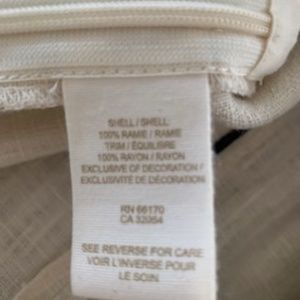 SHELL / SHELL:
100% RAMIE / RAMIE
TRIM / ÉQUILIBRE
100% RAYON / RAYON
EXCLUSIVE OF DECORATION /
EXCLUSIVITÉ DE DÉCORATION
RN 66170
CA 32054
SEE REVERSE FOR CARE
VOIR L'INVERSE POUR
LE SOIN